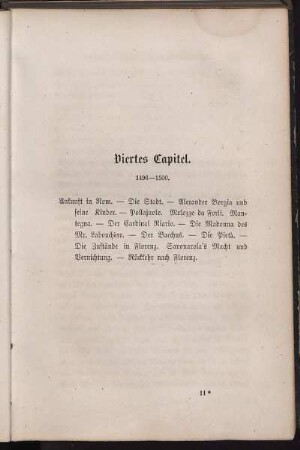 Viertes Capitel.
1496—1500.
Ankunft in Rom. — Die Stadt. — Alexander Borgia und
seine Kinder. — Pollajuolo. Melozzo da Forli. Man-
tegna. — Der Cardinal Riario. — Die Madonna des
Mr. Labouchère. — Der Bacchus. — Die Pietà. —
Die Zustände in Florenz. Savonarola's Macht und
Vernichtung. — Rückkehr nach Florenz.
11*